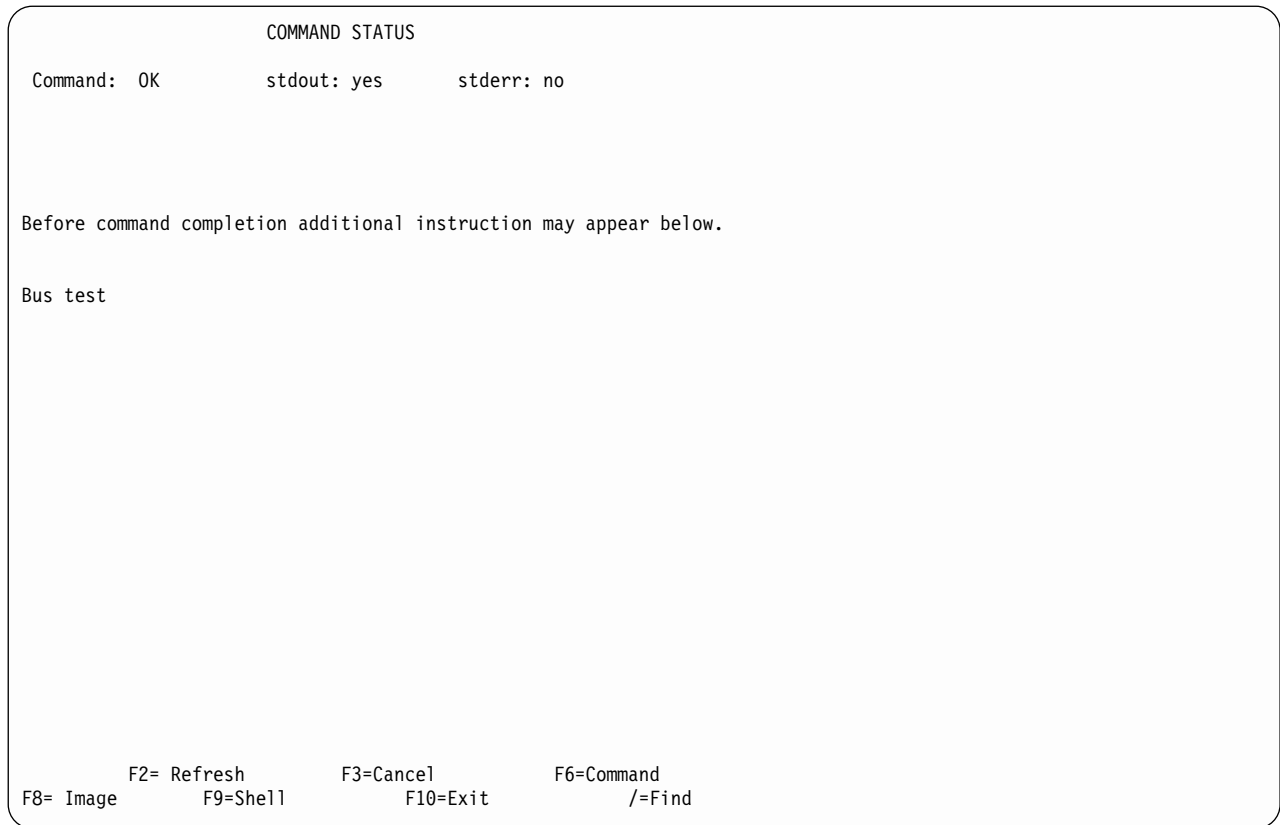 COMMAND STATUS
Command: OK stdout: yes stderr: no
Before command completion additional instruction may appear below.
Bus test
F2= Refresh F3=Cancel F6=Command
F8= Image F9=Shell F10=Exit /=Find